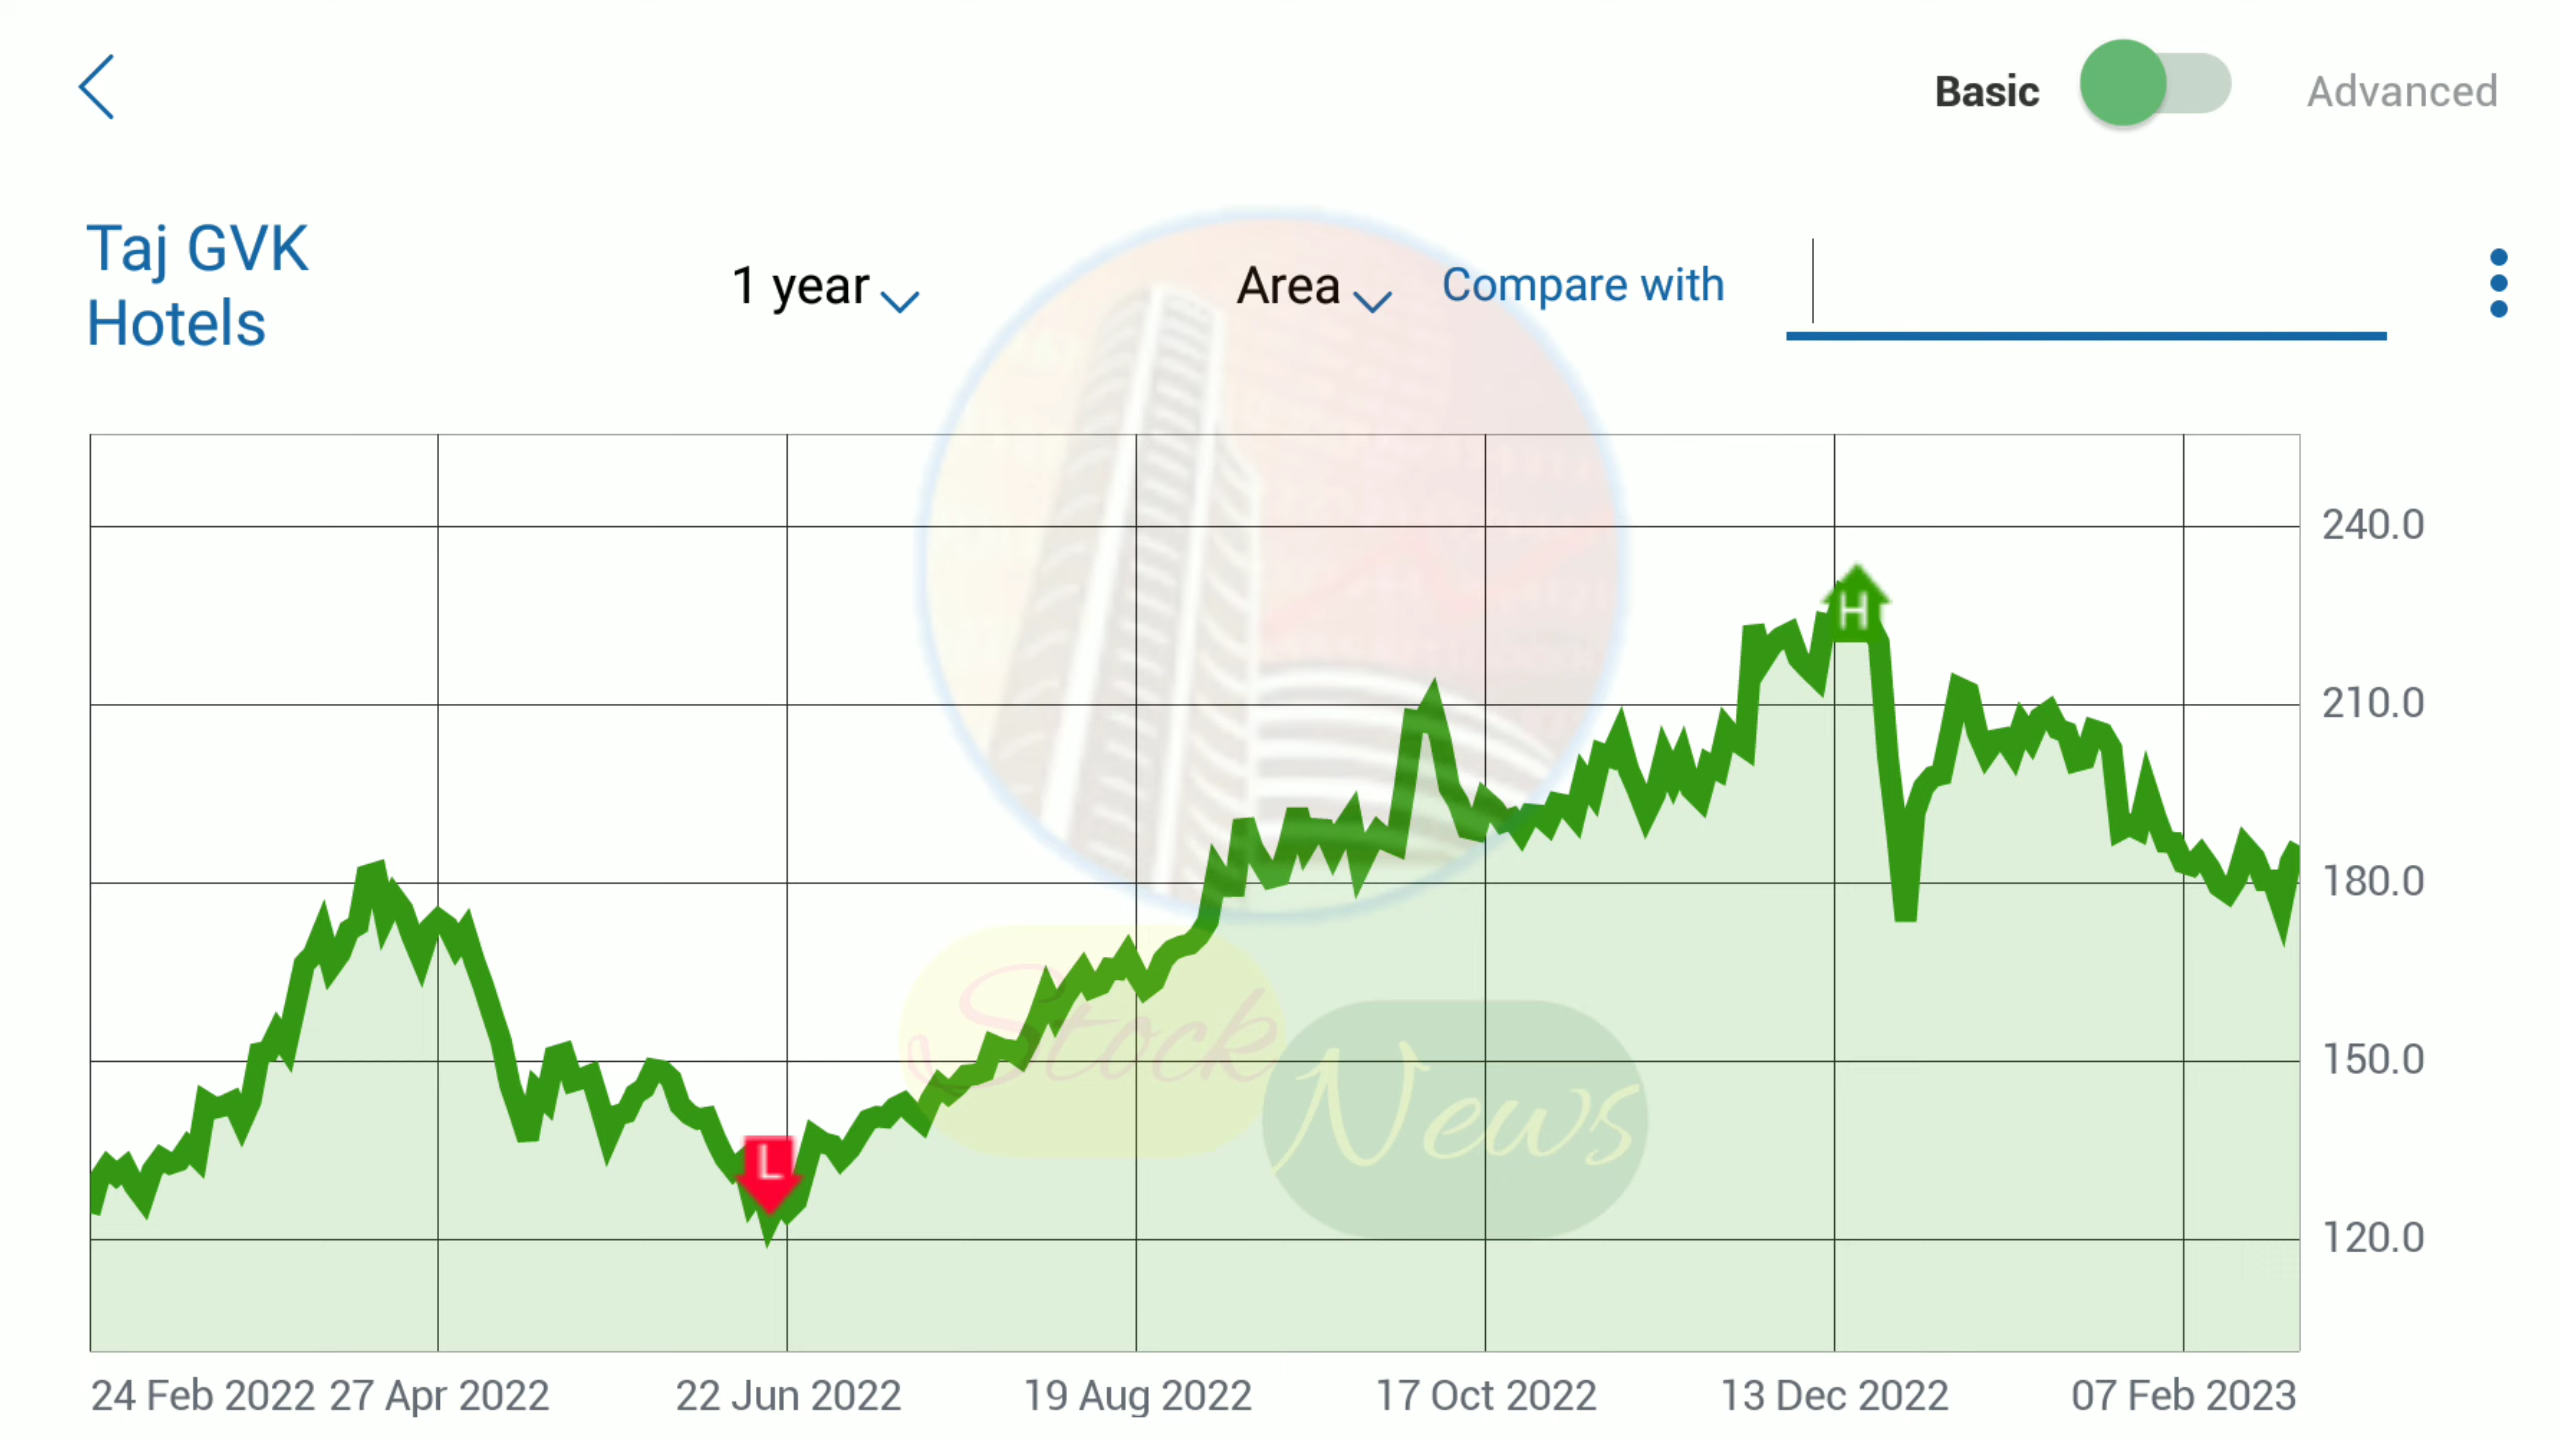 Basic Advanced
Taj GVK
Hotels
1 year Area Compare with
240.0
H
210.0
180.0
150.0
L
120.0
Stock
News
24 Feb 2022 27 Apr 2022 22 Jun 2022 19 Aug 2022 17 Oct 2022 13 Dec 2022 07 Feb 2023